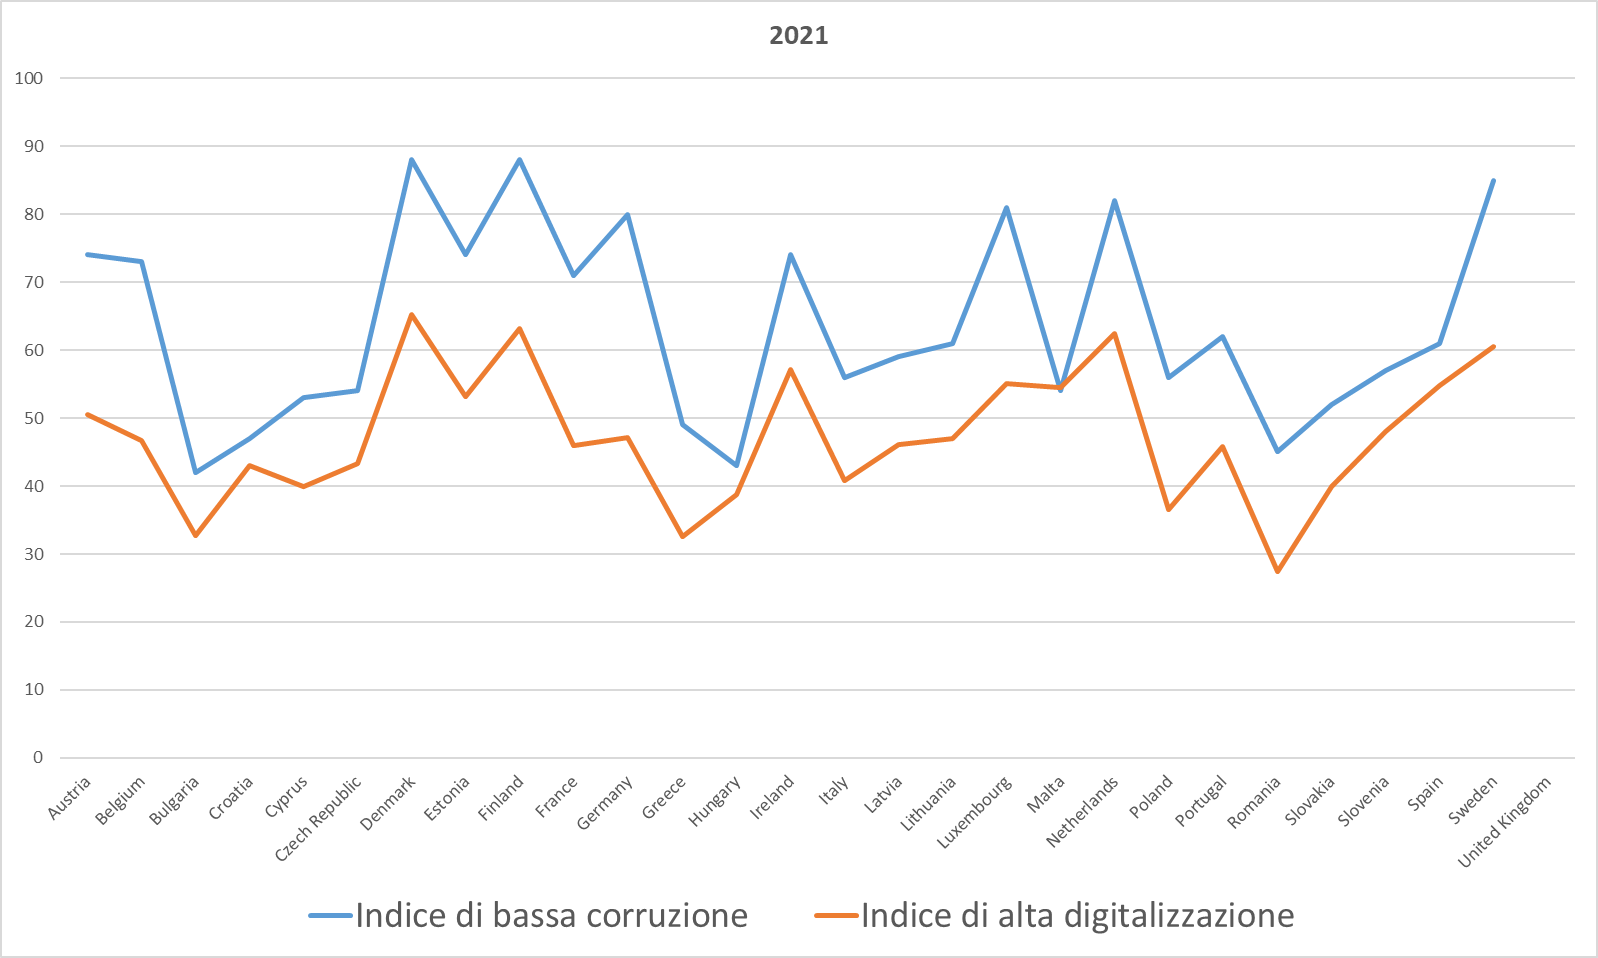 2021
100
90
80
70
60
50
40
30
20
10
0
Austria
Belgium
Bulgaria
Croatia
Cyprus
Czech Republic
Denmark
Estonia
Finland
France
Germany
Greece
Hungary
Ireland
Italy
Latvia
Lithuania
Luxembourg
Malta
Netherlands
Poland
Portugal
Romania
Slovakia
Slovenia
Spain
Sweden
United Kingdom
Indice di bassa corruzione
Indice di alta digitalizzazione